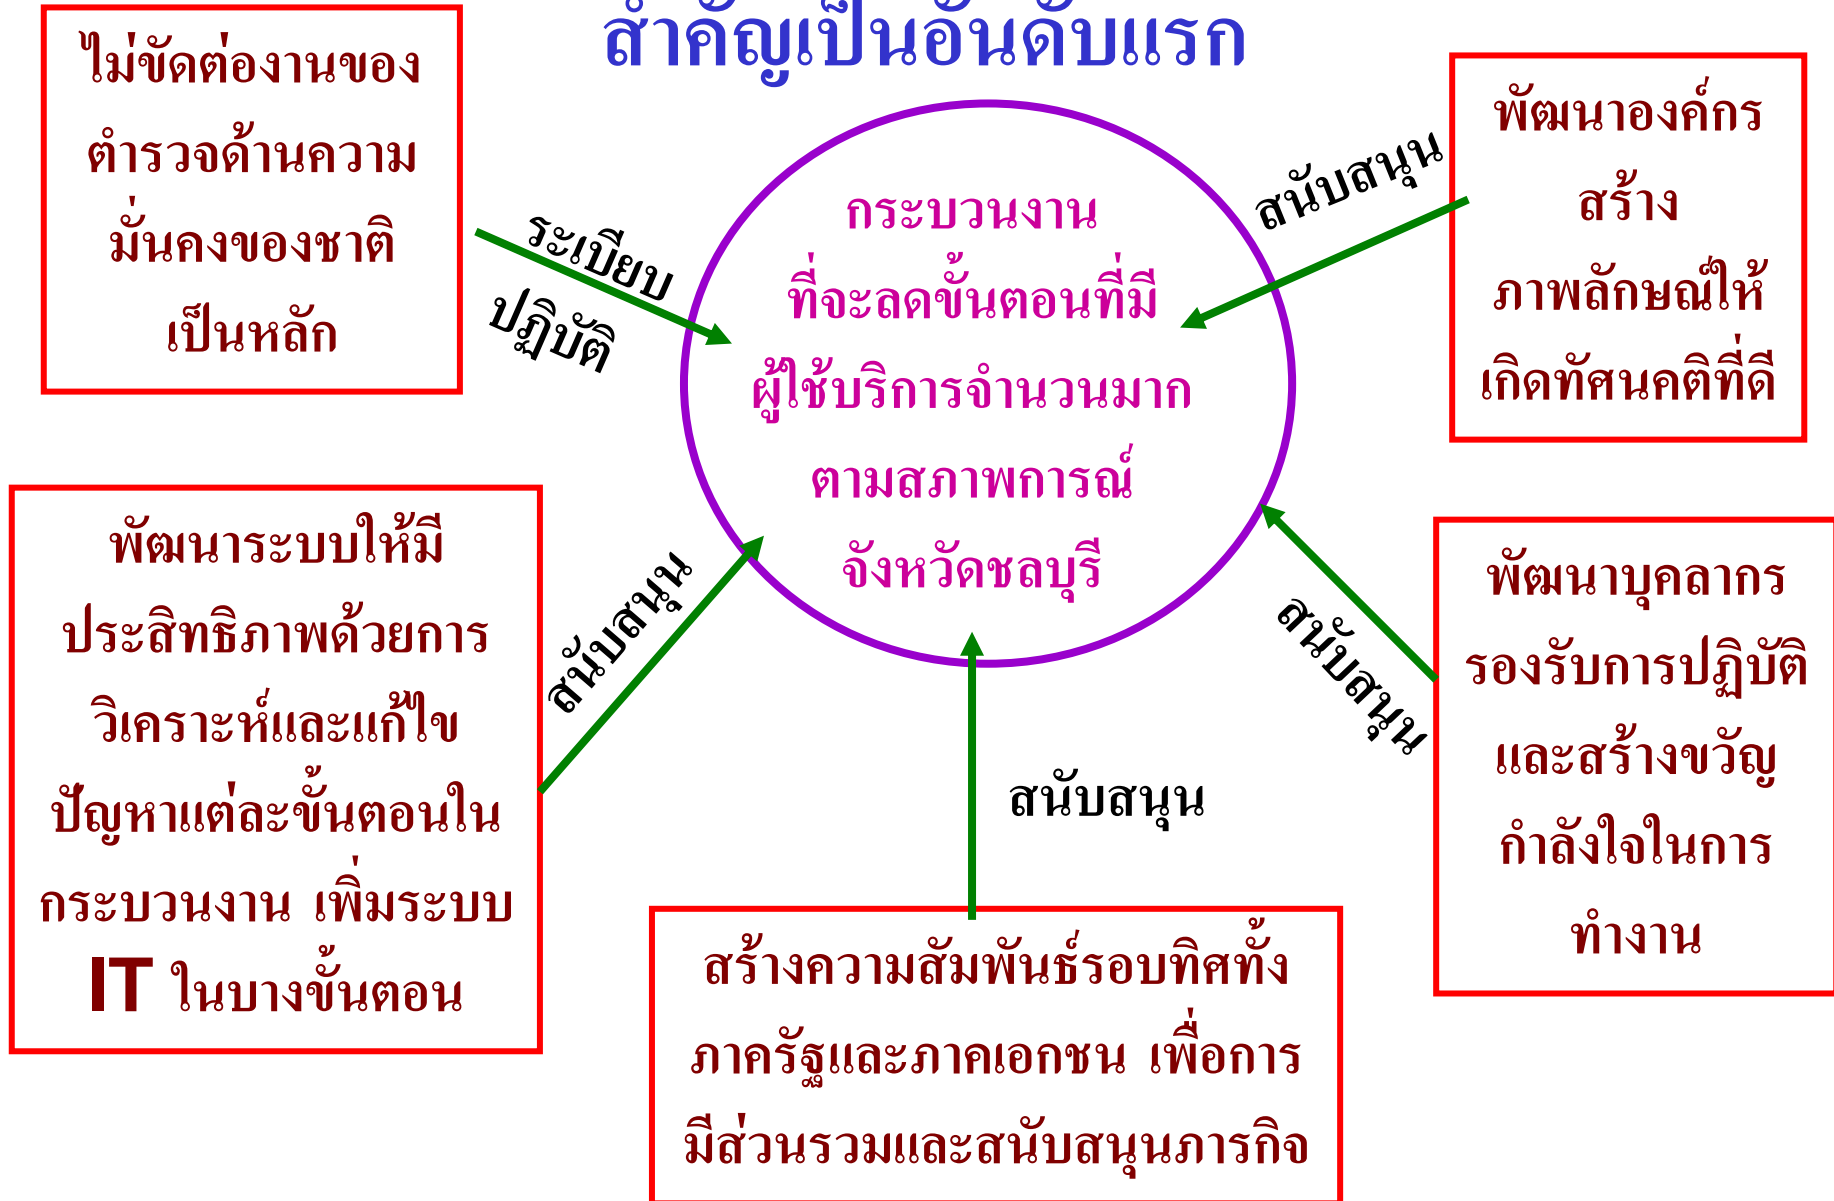 สำคัญเป็นอันดับแรก
ไม่ขัดต่องานของ
ตำรวจด้านความ
มั่นคงของชาติ
เป็นหลัก
ระเบียบ
ปฏิบัติ
กระบวนงาน
ที่จะลดขั้นตอนที่มี
ผู้ใช้บริการจำนวนมาก
ตามสภาพการณ์
จังหวัดชลบุรี
สนับสนุน
พัฒนาองค์กร
สร้าง
ภาพลักษณ์ให้
เกิดทัศนคติที่ดี
พัฒนาระบบให้มี
ประสิทธิภาพด้วยการ
วิเคราะห์และแก้ไข
ปัญหาแต่ละขั้นตอนใน
กระบวนงาน เพิ่มระบบ
IT ในบางขั้นตอน
สนับสนุน
สนับสนุน
สร้างความสัมพันธ์รอบทิศทั้ง
ภาครัฐและภาคเอกชน เพื่อการ
มีส่วนรวมและสนับสนุนภารกิจ
สนับสนุน
พัฒนาบุคลากร
รองรับการปฏิบัติ
และสร้างขวัญ
กำลังใจในการ
ทำงาน